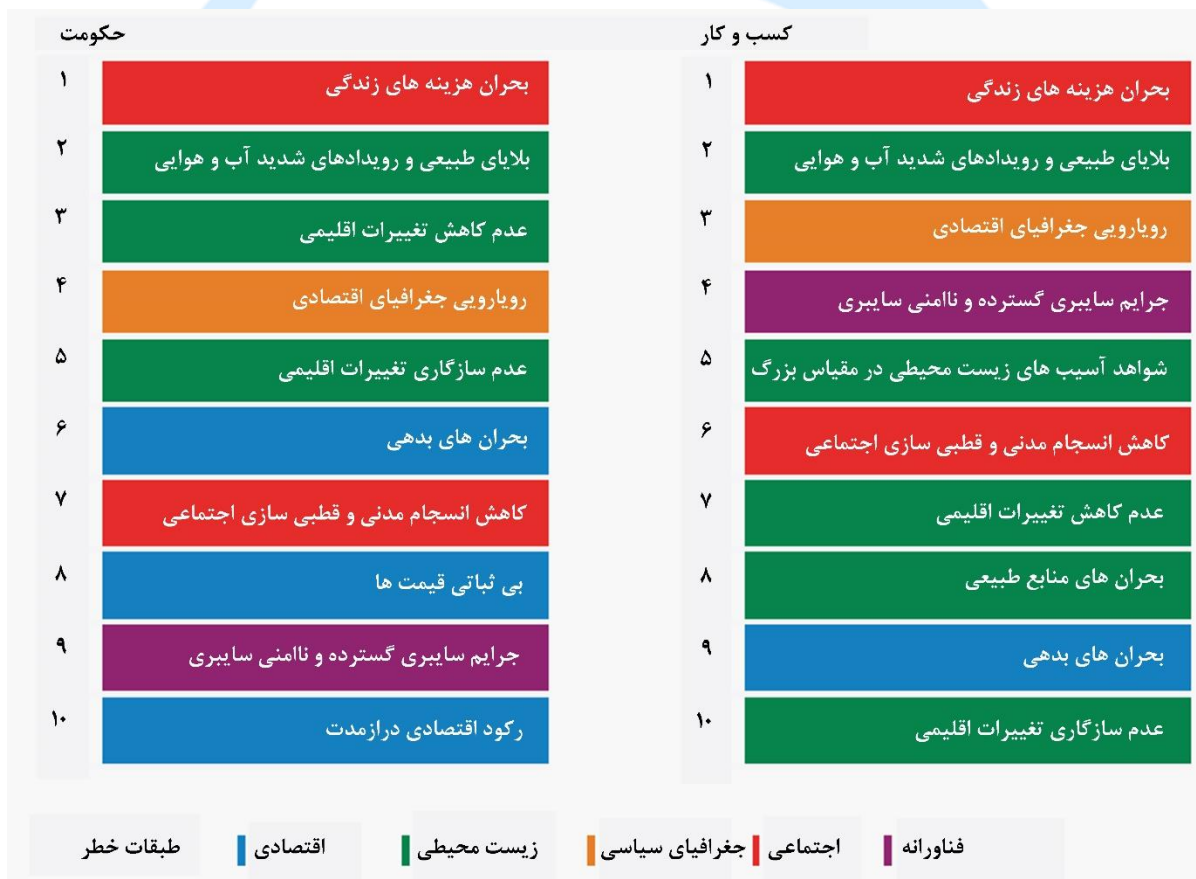 کسب و کار
۱ بحران هزینه های زندگی
۲ بلایای طبیعی و رویدادهای شدید آب و هوایی
۳ رویارویی جغرافیای اقتصادی
۴ جرایم سایبری گسترده و ناامنی سایبری
۵ شواهد آسیب های زیست محیطی در مقیاس بزرگ
۶ کاهش انسجام مدنی و قطبی سازی اجتماعی
۷ عدم کاهش تغییرات اقلیمی
۸ بحران های منابع طبیعی
۹ بحران های بدهی
۱۰ عدم سازگاری تغییرات اقلیمی
حکومت
۱ بحران هزینه های زندگی
۲ بلایای طبیعی و رویدادهای شدید آب و هوایی
۳ عدم کاهش تغییرات اقلیمی
۴ رویارویی جغرافیای اقتصادی
۵ عدم سازگاری تغییرات اقلیمی
۶ بحران های بدهی
۷ کاهش انسجام مدنی و قطبی سازی اجتماعی
۸ بی ثباتی قیمت ها
۹ جرایم سایبری گسترده و ناامنی سایبری
۱۰ رکود اقتصادی درازمدت
فناورانه اجتماعی جغرافیای سیاسی زیست محیطی اقتصادی طبقات خطر